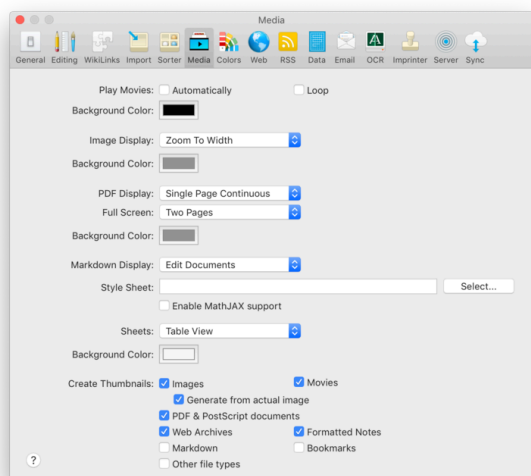 Media
General Editing WikiLinks Import Sorter Media Colors Web RSS Data Email OCR Imprinter Server Sync
Play Movies: Automatically Loop
Background Color:
Image Display: Zoom To Width
Background Color:
PDF Display: Single Page Continuous
Full Screen: Two Pages
Background Color:
Markdown Display: Edit Documents
Style Sheet: Select...
Enable MathJAX support
Sheets: Table View
Background Color:
Create Thumbnails: Images Movies
Generate from actual image
PDF & PostScript documents
Web Archives Formatted Notes
Markdown Bookmarks
Other file types
?